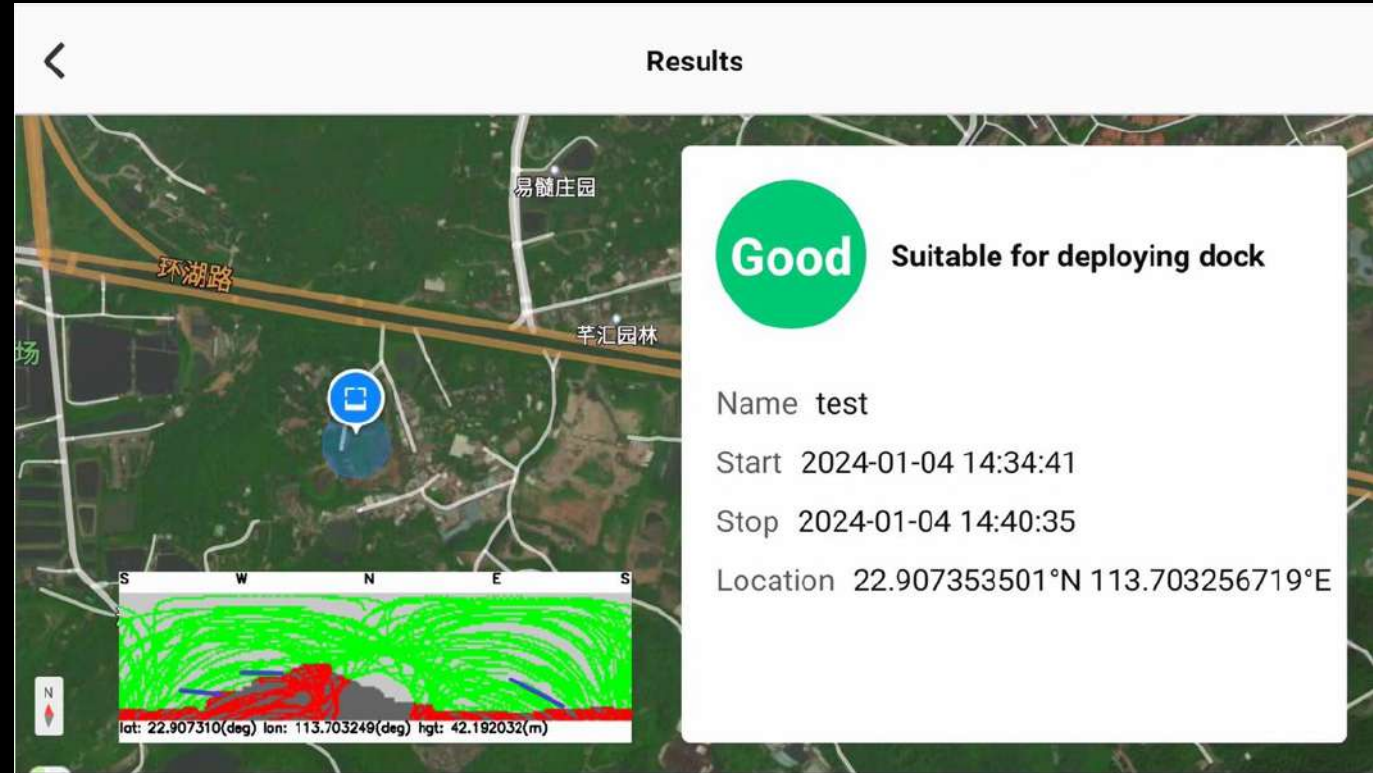 Results
易髓庄园
环湖路
芊汇园林
场
Good
Suitable for deploying dock
Name test
Start 2024-01-04 14:34:41
Stop 2024-01-04 14:40:35
Location 22.907353501°N 113.703256719°E
S W N E S
N
lat: 22.907310(deg) lon: 113.703249(deg) hgt: 42.192032(m)